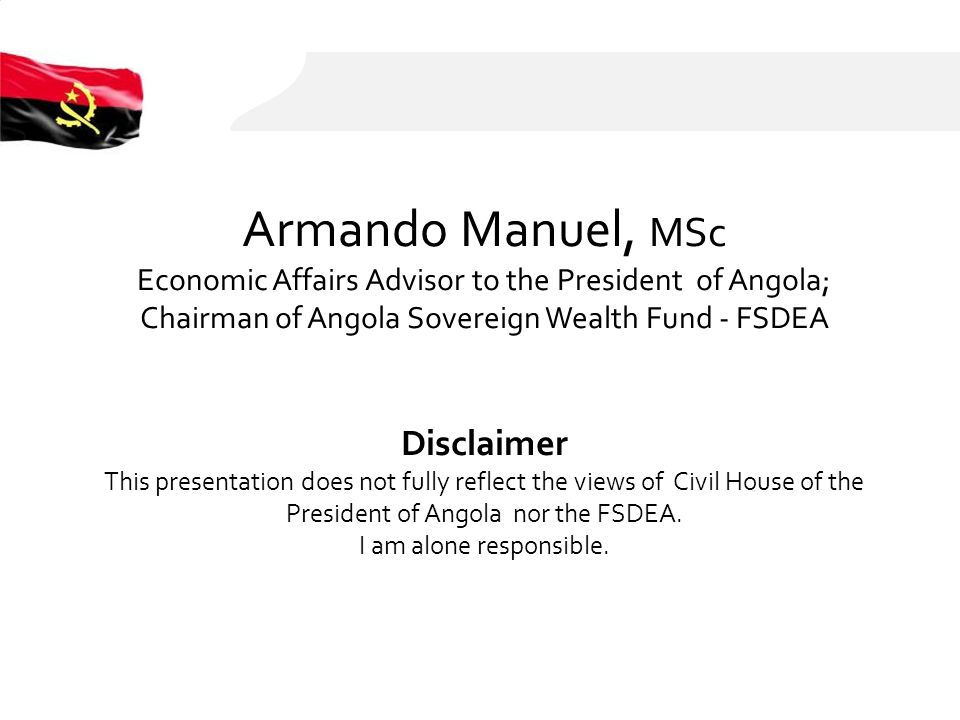 Armando Manuel, MSc
Economic Affairs Advisor to the President  of Angola;
Chairman of Angola Sovereign Wealth Fund - FSDEA
Disclaimer
This presentation does not fully reflect the views of  Civil House of the
President of Angola  nor the FSDEA.
I am alone responsible.